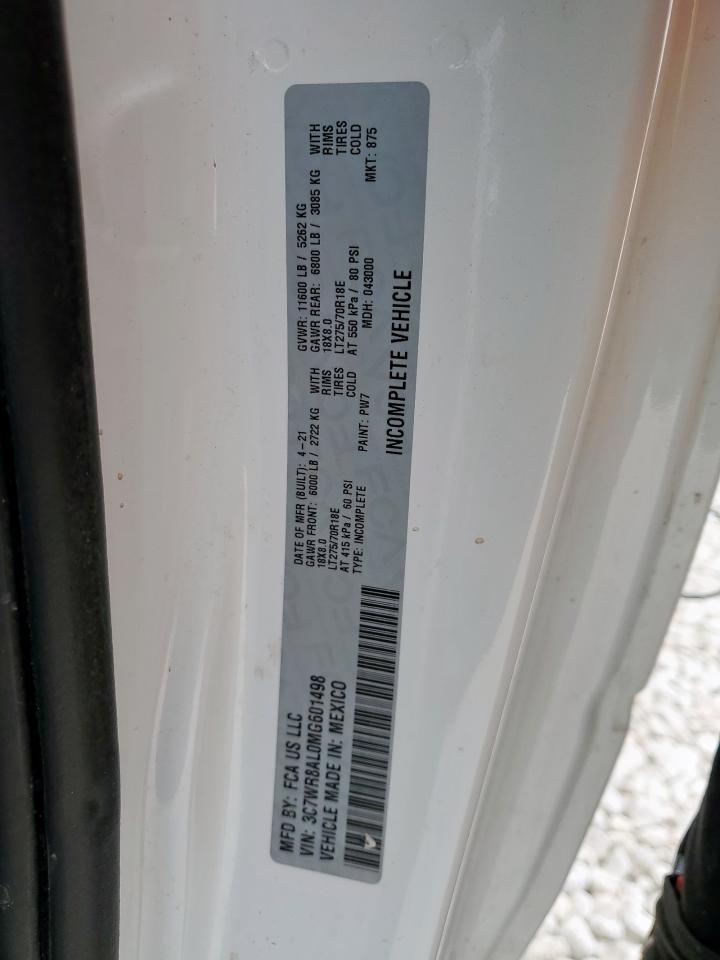 MFD BY: FCA US LLC
VIN: 3C7WR8AL0MG601498
VEHICLE MADE IN: MEXICO
DATE OF MFR (BUILT): 4-21 GVWR: 11600 LB / 5262 KG
GAWR FRONT: 6000 LB / 2722 KG WITH GAWR REAR: 6800 LB / 3085 KG WITH
18X8.0 RIMS 18X8.0 RIMS
LT275/70R18E TIRES LT275/70R18E TIRES
AT 415 kPa / 60 PSI COLD AT 550 kPa / 80 PSI COLD
TYPE: INCOMPLETE PAINT: PW7 MDH: 043000 MKT: 875
INCOMPLETE VEHICLE